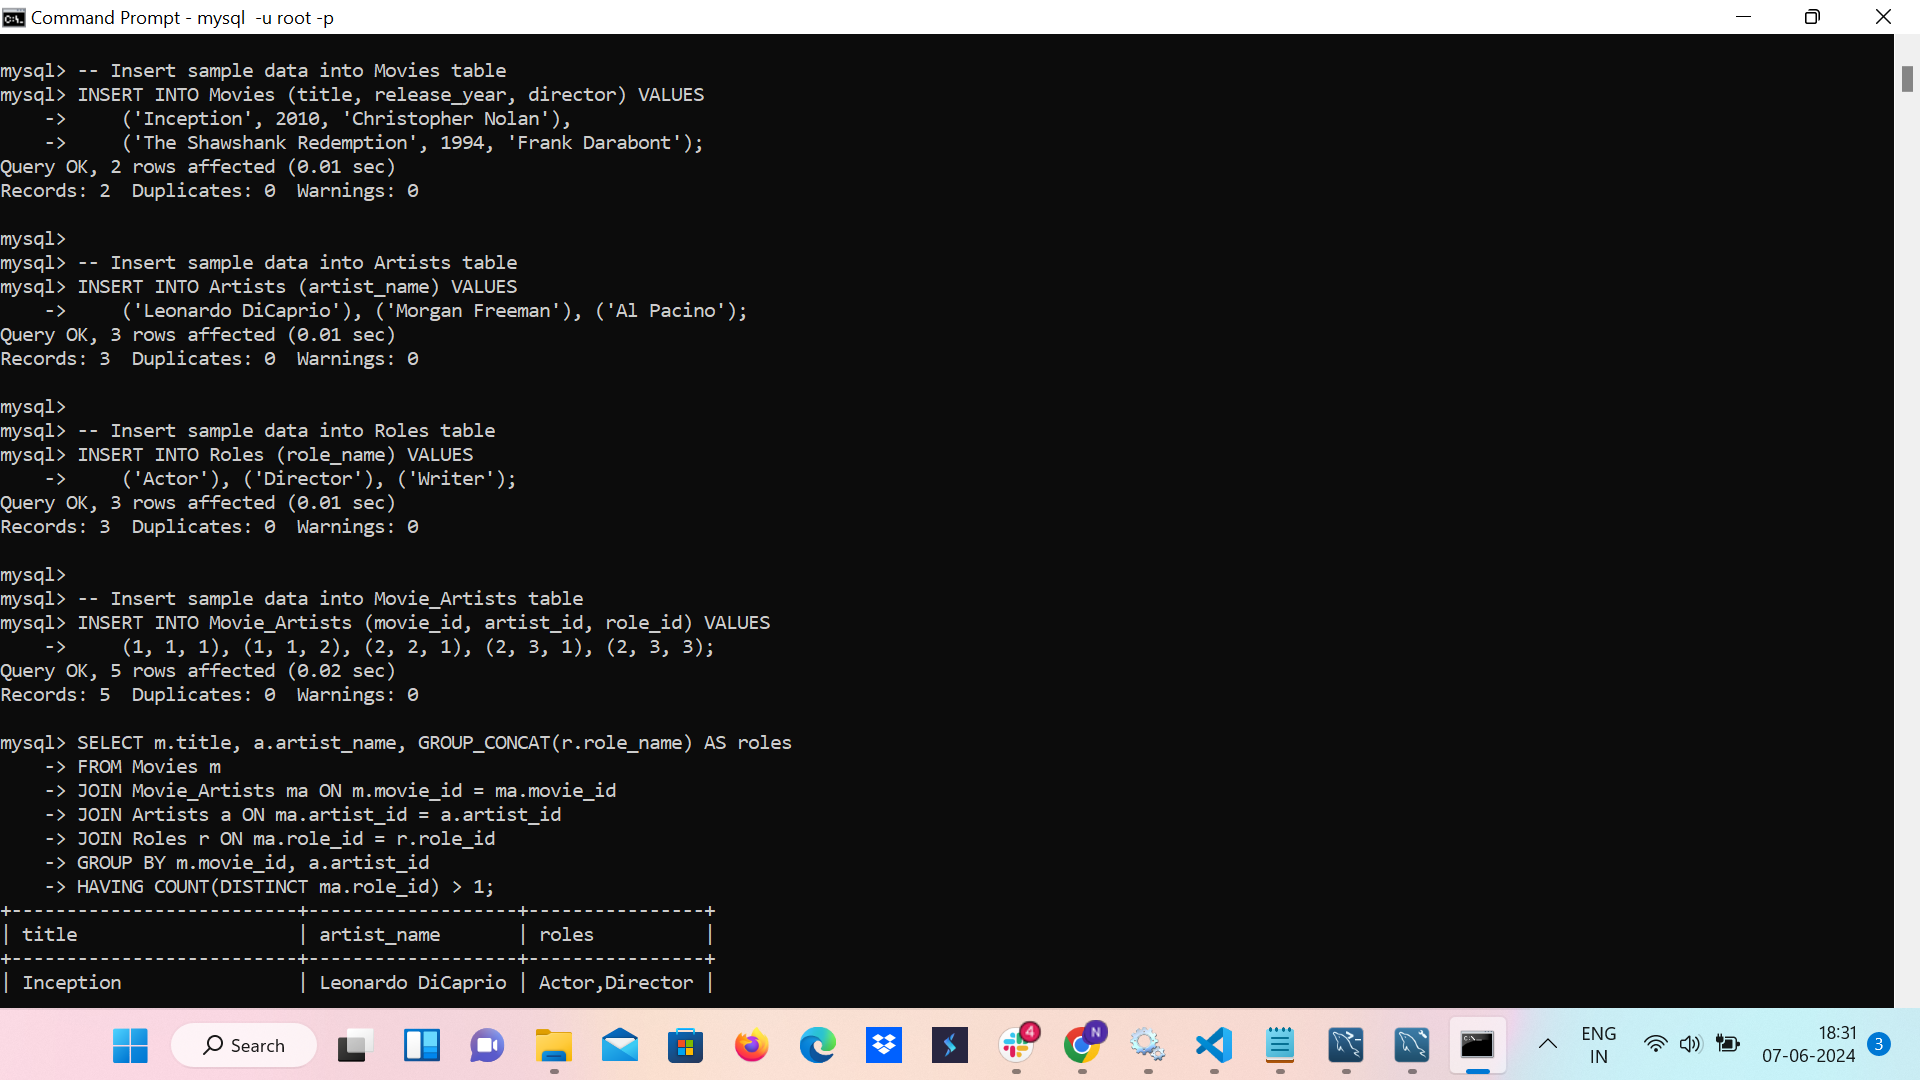 Command Prompt - mysql  -u root -p
mysql> -- Insert sample data into Movies table
mysql> INSERT INTO Movies (title, release_year, director) VALUES
    ->     ('Inception', 2010, 'Christopher Nolan'),
    ->     ('The Shawshank Redemption', 1994, 'Frank Darabont');
Query OK, 2 rows affected (0.01 sec)
Records: 2  Duplicates: 0  Warnings: 0
mysql>
mysql> -- Insert sample data into Artists table
mysql> INSERT INTO Artists (artist_name) VALUES
    ->     ('Leonardo DiCaprio'), ('Morgan Freeman'), ('Al Pacino');
Query OK, 3 rows affected (0.01 sec)
Records: 3  Duplicates: 0  Warnings: 0
mysql>
mysql> -- Insert sample data into Roles table
mysql> INSERT INTO Roles (role_name) VALUES
    ->     ('Actor'), ('Director'), ('Writer');
Query OK, 3 rows affected (0.01 sec)
Records: 3  Duplicates: 0  Warnings: 0
mysql>
mysql> -- Insert sample data into Movie_Artists table
mysql> INSERT INTO Movie_Artists (movie_id, artist_id, role_id) VALUES
    ->     (1, 1, 1), (1, 1, 2), (2, 2, 1), (2, 3, 1), (2, 3, 3);
Query OK, 5 rows affected (0.02 sec)
Records: 5  Duplicates: 0  Warnings: 0
mysql> SELECT m.title, a.artist_name, GROUP_CONCAT(r.role_name) AS roles
    -> FROM Movies m
    -> JOIN Movie_Artists ma ON m.movie_id = ma.movie_id
    -> JOIN Artists a ON ma.artist_id = a.artist_id
    -> JOIN Roles r ON ma.role_id = r.role_id
    -> GROUP BY m.movie_id, a.artist_id
    -> HAVING COUNT(DISTINCT ma.role_id) > 1;
+--------------------------+-------------------+----------------+
| title                    | artist_name       | roles          |
+--------------------------+-------------------+----------------+
| Inception                | Leonardo DiCaprio | Actor,Director |
Search
4
N
ENG
IN
18:31
07-06-2024
3